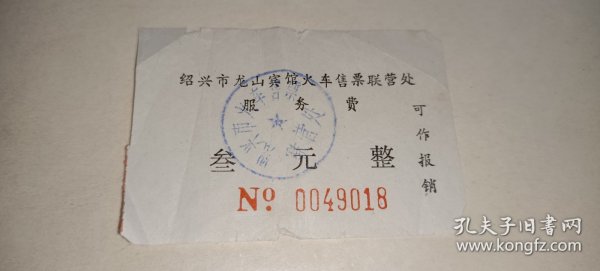 绍兴市龙山宾馆火车售票联营处
服务费
叁元整
可作报销
No 0049018
孔夫子旧书网
www.kongfz.com